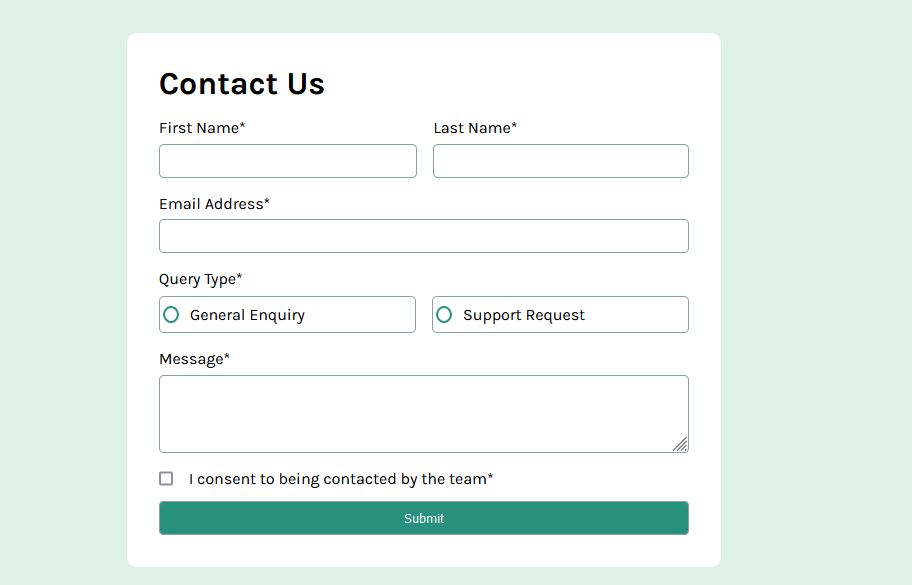 Contact Us
First Name* Last Name*
Email Address*
Query Type*
General Enquiry Support Request
Message*
I consent to being contacted by the team*
Submit